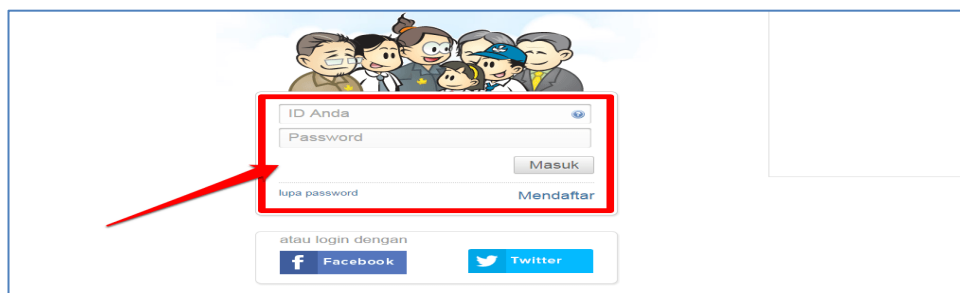 ID Anda
Password
Masuk
lupa password Mendaftar
atau login dengan
Facebook Twitter